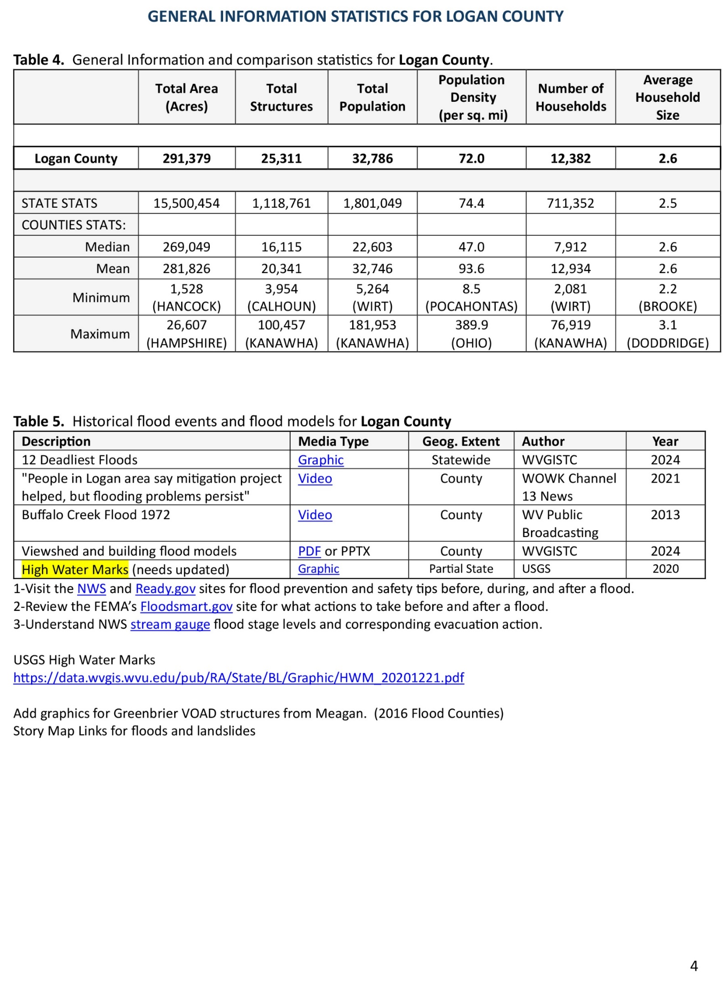 GENERAL INFORMATION STATISTICS FOR LOGAN COUNTY
Table 4.  General Information and comparison statistics for Logan County.
Total Area (Acres) Total Structures Total Population Population Density (per sq. mi) Number of Households Average Household Size
Logan County 291,379 25,311 32,786 72.0 12,382 2.6
STATE STATS 15,500,454 1,118,761 1,801,049 74.4 711,352 2.5
COUNTIES STATS:
Median 269,049 16,115 22,603 47.0 7,912 2.6
Mean 281,826 20,341 32,746 93.6 12,934 2.6
Minimum 1,528 (HANCOCK) 3,954 (CALHOUN) 5,264 (WIRT) 8.5 (POCAHONTAS) 2,081 (WIRT) 2.2 (BROOKE)
Maximum 26,607 (HAMPSHIRE) 100,457 (KANAWHA) 181,953 (KANAWHA) 389.9 (OHIO) 76,919 (KANAWHA) 3.1 (DODDRIDGE)
Table 5.  Historical flood events and flood models for Logan County
Description Media Type Geog. Extent Author Year
12 Deadliest Floods Graphic Statewide WVGISTC 2024
"People in Logan area say mitigation project helped, but flooding problems persist" Video County WOWK Channel 13 News 2021
Buffalo Creek Flood 1972 Video County WV Public Broadcasting 2013
Viewshed and building flood models PDF or PPTX County WVGISTC 2024
High Water Marks (needs updated) Graphic Partial State USGS 2020
1-Visit the NWS and Ready.gov sites for flood prevention and safety tips before, during, and after a flood.
2-Review the FEMA’s Floodsmart.gov site for what actions to take before and after a flood.
3-Understand NWS stream gauge flood stage levels and corresponding evacuation action.
USGS High Water Marks
https://data.wvgis.wvu.edu/pub/RA/State/BL/Graphic/HWM_20201221.pdf
Add graphics for Greenbrier VOAD structures from Meagan.  (2016 Flood Counties)
Story Map Links for floods and landslides
4